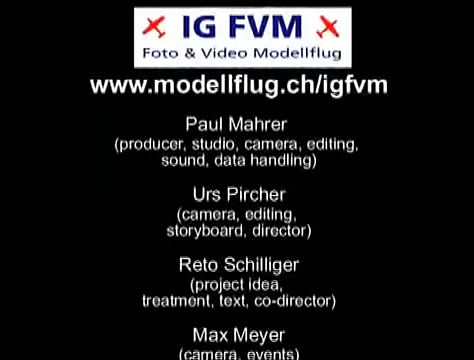 IG FVM
Foto & Video Modellflug
www.modellflug.ch/igfvm
Paul Mahrer
(producer, studio, camera, editing,
sound, data handling)
Urs Pircher
(camera, editing,
storyboard, director)
Reto Schilliger
(project idea,
treatment, text, co-director)
Max Meyer
(camera, events)